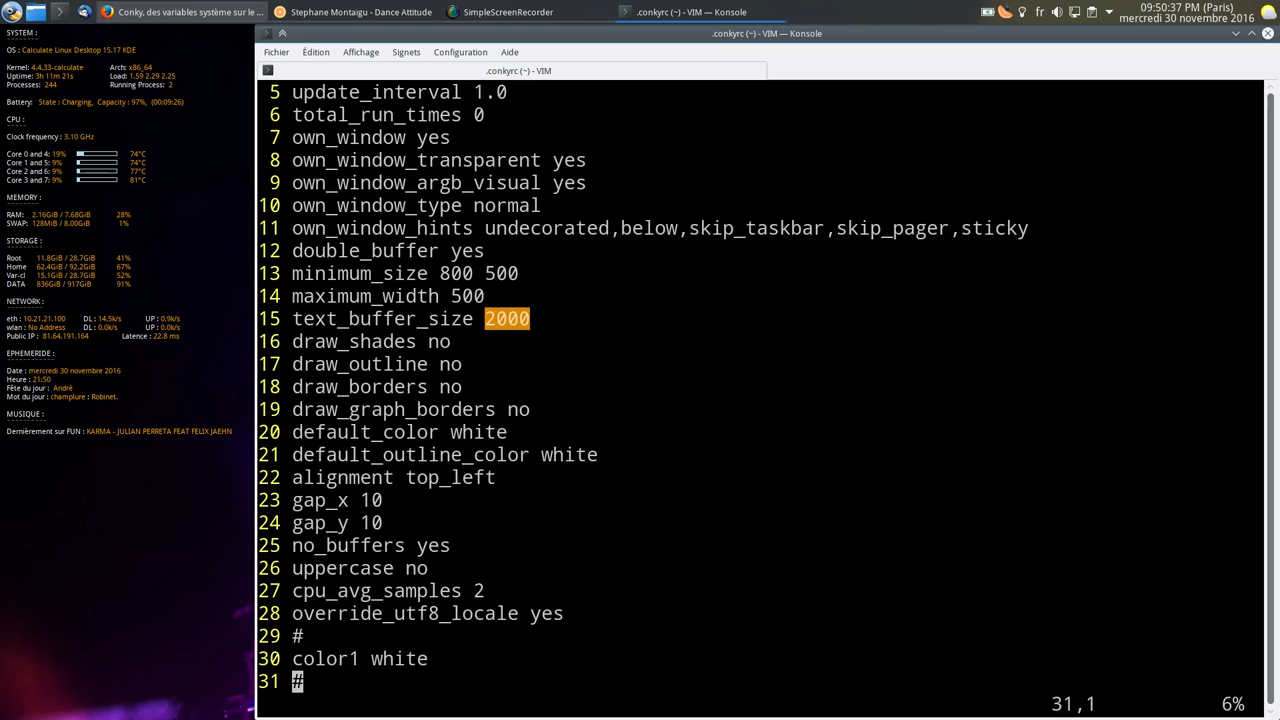 Conky, des variables système sur le ...
Stephane Montaigu - Dance Attitude
SimpleScreenRecorder
.conkyrc (~) - VIM — Konsole
fr
09:50:37 PM (Paris)
mercredi 30 novembre 2016
.conkyrc (~) - VIM — Konsole
Fichier Édition Affichage Signets Configuration Aide
.conkyrc (~) - VIM
SYSTEM :
OS : Calculate Linux Desktop 15.17 KDE
Kernel: 4.4.33-calculate Arch: x86_64
Uptime: 3h 11m 21s Load: 1.59 2.29 2.25
Processes: 244 Running Process: 2
Battery: State : Charging, Capacity : 97%, (00:09:26)
CPU :
Clock frequency : 3.10 GHz
Core 0 and 4: 19% 74°C
Core 1 and 5: 9% 74°C
Core 2 and 6: 9% 77°C
Core 3 and 7: 9% 81°C
MEMORY :
RAM: 2.16GiB / 7.68GiB 28%
SWAP: 128MiB / 8.00GiB 1%
STORAGE :
Root 11.8GiB / 28.7GiB 41%
Home 62.4GiB / 92.2GiB 67%
Var-cl 15.1GiB / 28.7GiB 52%
DATA 836GiB / 917GiB 91%
NETWORK :
eth : 10.21.21.100 DL : 14.5k/s UP : 0.9k/s
wlan : No Address DL : 0.0k/s UP : 0.0k/s
Public IP : 81.64.191.164 Latence : 22.8 ms
EPHEMERIDE :
Date : mercredi 30 novembre 2016
Heure : 21:50
Fête du jour : André
Mot du jour : champlure : Robinet.
MUSIQUE :
Dernièrement sur FUN : KARMA - JULIAN PERRETA FEAT FELIX JAEHN
5 update_interval 1.0
6 total_run_times 0
7 own_window yes
8 own_window_transparent yes
9 own_window_argb_visual yes
10 own_window_type normal
11 own_window_hints undecorated,below,skip_taskbar,skip_pager,sticky
12 double_buffer yes
13 minimum_size 800 500
14 maximum_width 500
15 text_buffer_size 2000
16 draw_shades no
17 draw_outline no
18 draw_borders no
19 draw_graph_borders no
20 default_color white
21 default_outline_color white
22 alignment top_left
23 gap_x 10
24 gap_y 10
25 no_buffers yes
26 uppercase no
27 cpu_avg_samples 2
28 override_utf8_locale yes
29 #
30 color1 white
31 #
31,1 6%